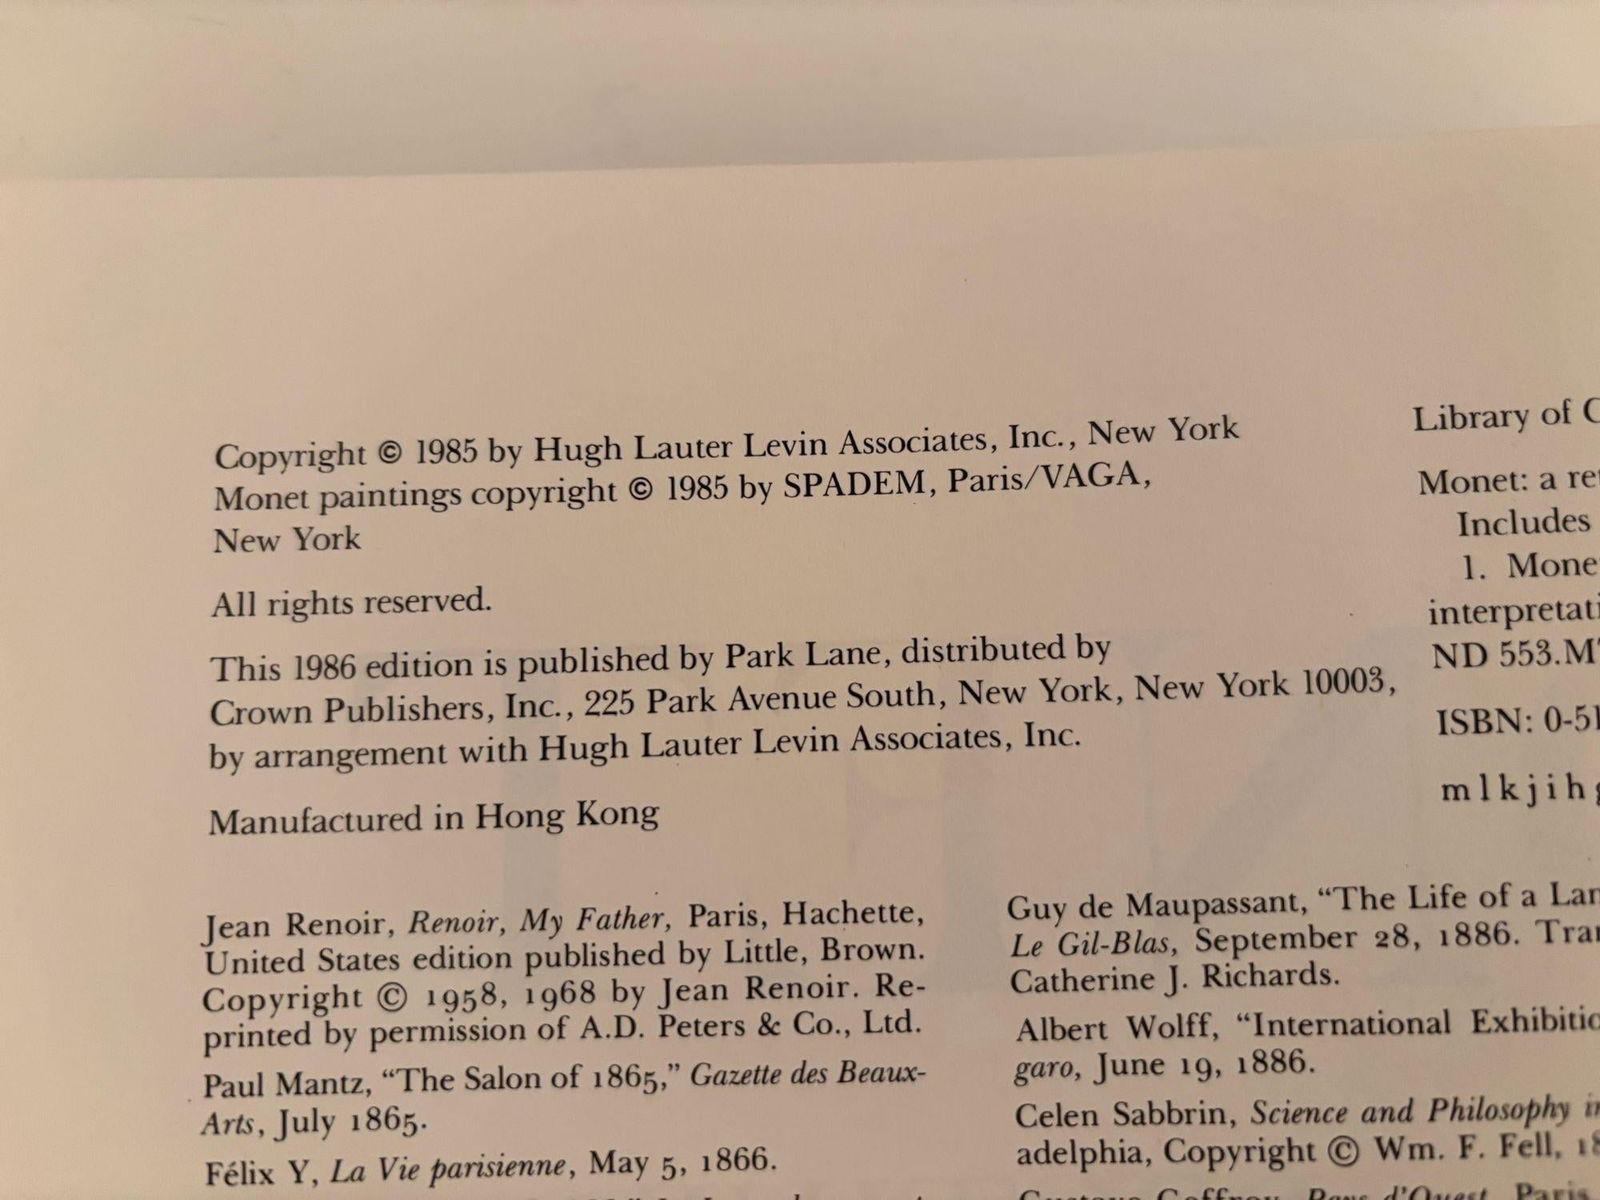 Copyright © 1985 by Hugh Lauter Levin Associates, Inc., New York
Monet paintings copyright © 1985 by SPADEM, Paris/VAGA,
New York
All rights reserved.
This 1986 edition is published by Park Lane, distributed by
Crown Publishers, Inc., 225 Park Avenue South, New York, New York 10003,
by arrangement with Hugh Lauter Levin Associates, Inc.
Manufactured in Hong Kong
Library of
Monet: a
Includes
1.
ND
ISBN:
m l k j i h
Jean Renoir, Renoir, My Father, Paris, Hachette,
United States edition published by Little, Brown.
Copyright © 1958, 1968 by Jean Renoir. Re-
printed by permission of A.D. Peters & Co., Ltd.
Paul Mantz, “The Salon of 1865,” Gazette des Beaux-
Arts, July 1865.
Félix Y, La Vie parisienne, May 5, 1866.
Guy de Maupassant, “The Life of a
Le Gil-Blas, September 28, 1886.
Catherine J. Richards.
Albert Wolff, “International
garo, June 19, 1886.
Celen Sabbrin, Science and Philosophy
adelphia, Copyright © Wm. F. Fell,